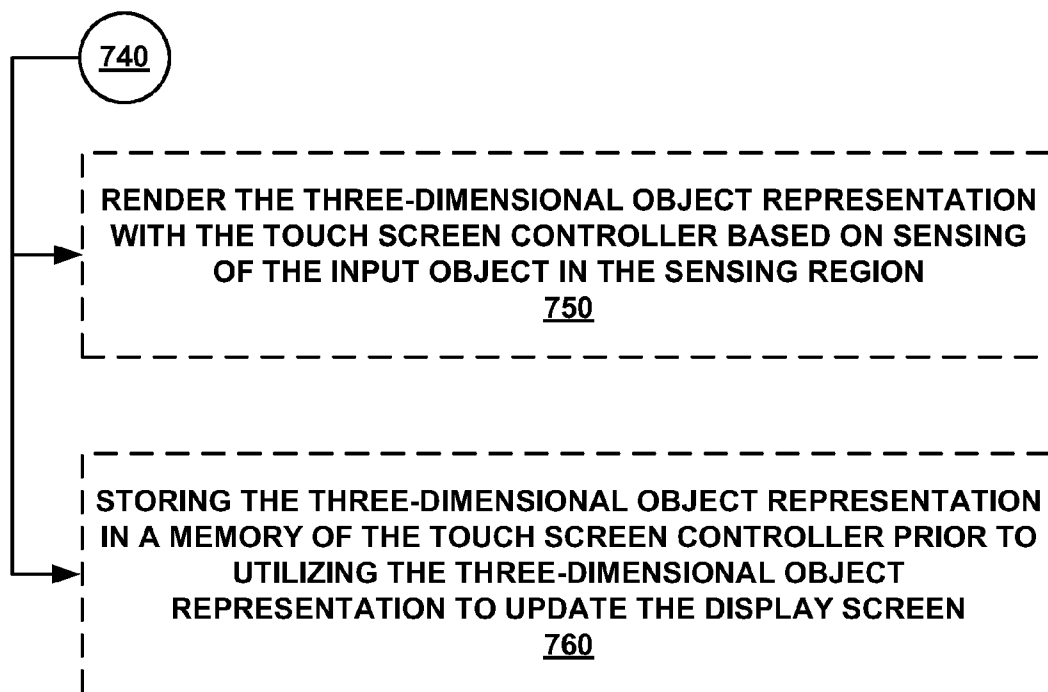 740
RENDER THE THREE-DIMENSIONAL OBJECT REPRESENTATION
WITH THE TOUCH SCREEN CONTROLLER BASED ON SENSING
OF THE INPUT OBJECT IN THE SENSING REGION
750
STORING THE THREE-DIMENSIONAL OBJECT REPRESENTATION
IN A MEMORY OF THE TOUCH SCREEN CONTROLLER PRIOR TO
UTILIZING THE THREE-DIMENSIONAL OBJECT
REPRESENTATION TO UPDATE THE DISPLAY SCREEN
760